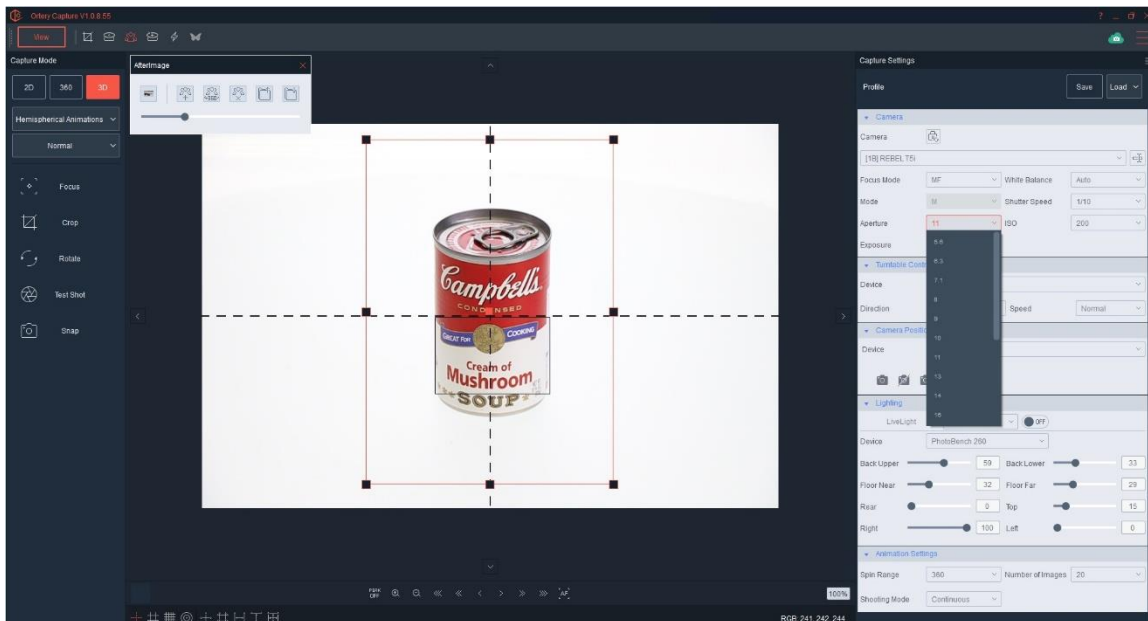 Ortery Capture V1.0.8.55
View
Capture Mode
2D 360 3D
Hemispherical Animations
Normal
Focus
Crop
Rotate
Test Shot
Snap
AfterImage
Campbell's
CONDENSED
GREAT FOR COOKING
Cream of
Mushroom
SOUP
AF
100%
RGB 241 242 244
Capture Settings
Profile Save Load
Camera
Camera
[1B] REBEL T5i
Focus Mode MF White Balance Auto
Mode M Shutter Speed 1/10
Aperture 11 ISO 200
Exposure
5.6
6.3
7.1
8
9
10
11
13
14
16
Turntable Cont
Device
Direction Speed Normal
Camera Positi
Device
Lighting
LiveLight OFF
Device PhotoBench 260
Back Upper 59 Back Lower 33
Floor Near 32 Floor Far 29
Rear 0 Top 15
Right 100 Left 0
Animation Settings
Spin Range 360 Number of Images 20
Shooting Mode Continuous